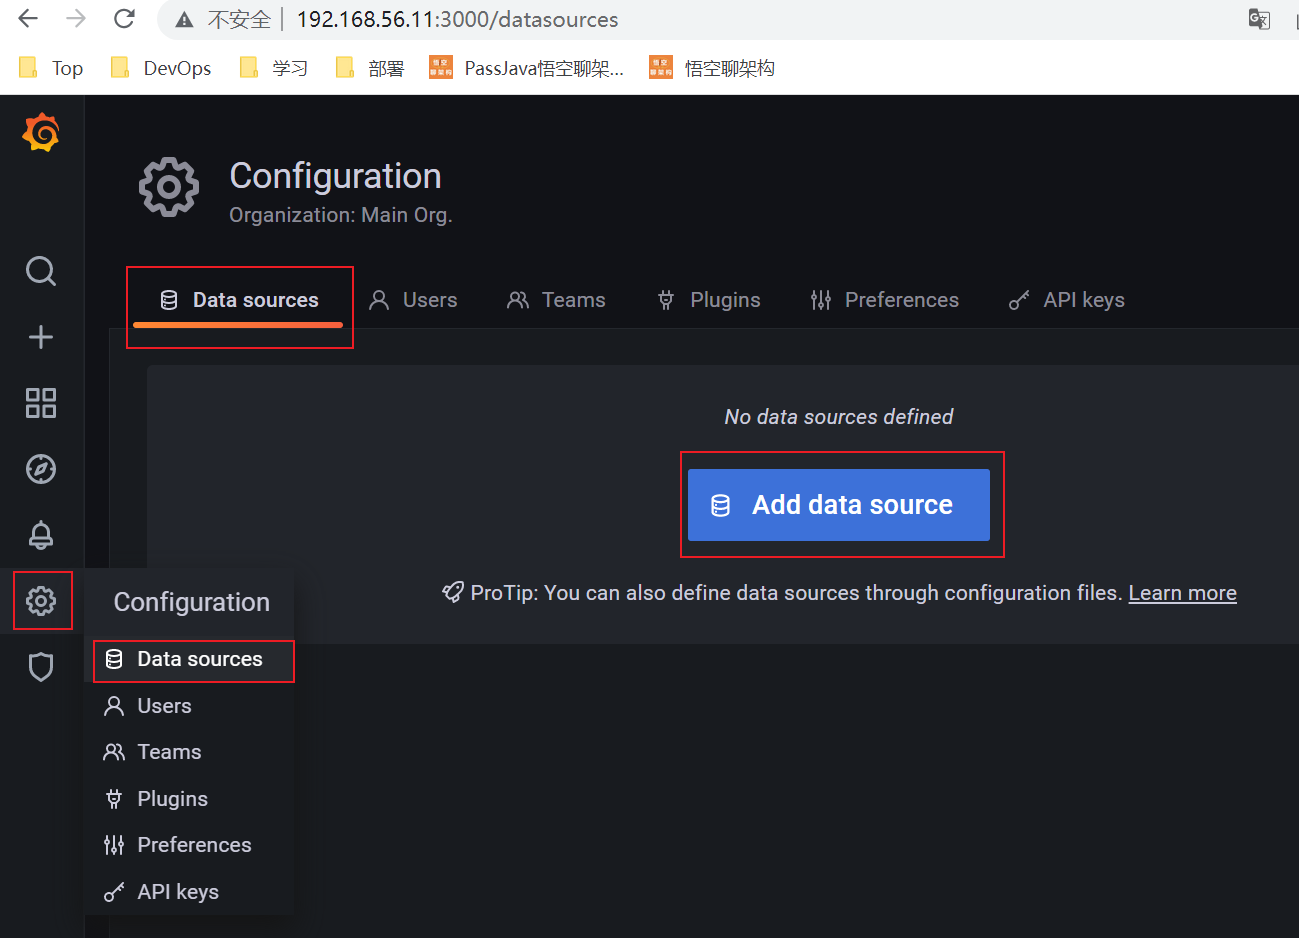 不安全 192.168.56.11:3000/datasources
Top DevOps 学习 部署 PassJava悟空聊架... 悟空聊架构
Configuration
Organization: Main Org.
Data sources Users Teams Plugins Preferences API keys
No data sources defined
Add data source
ProTip: You can also define data sources through configuration files. Learn more
Configuration
Data sources
Users
Teams
Plugins
Preferences
API keys